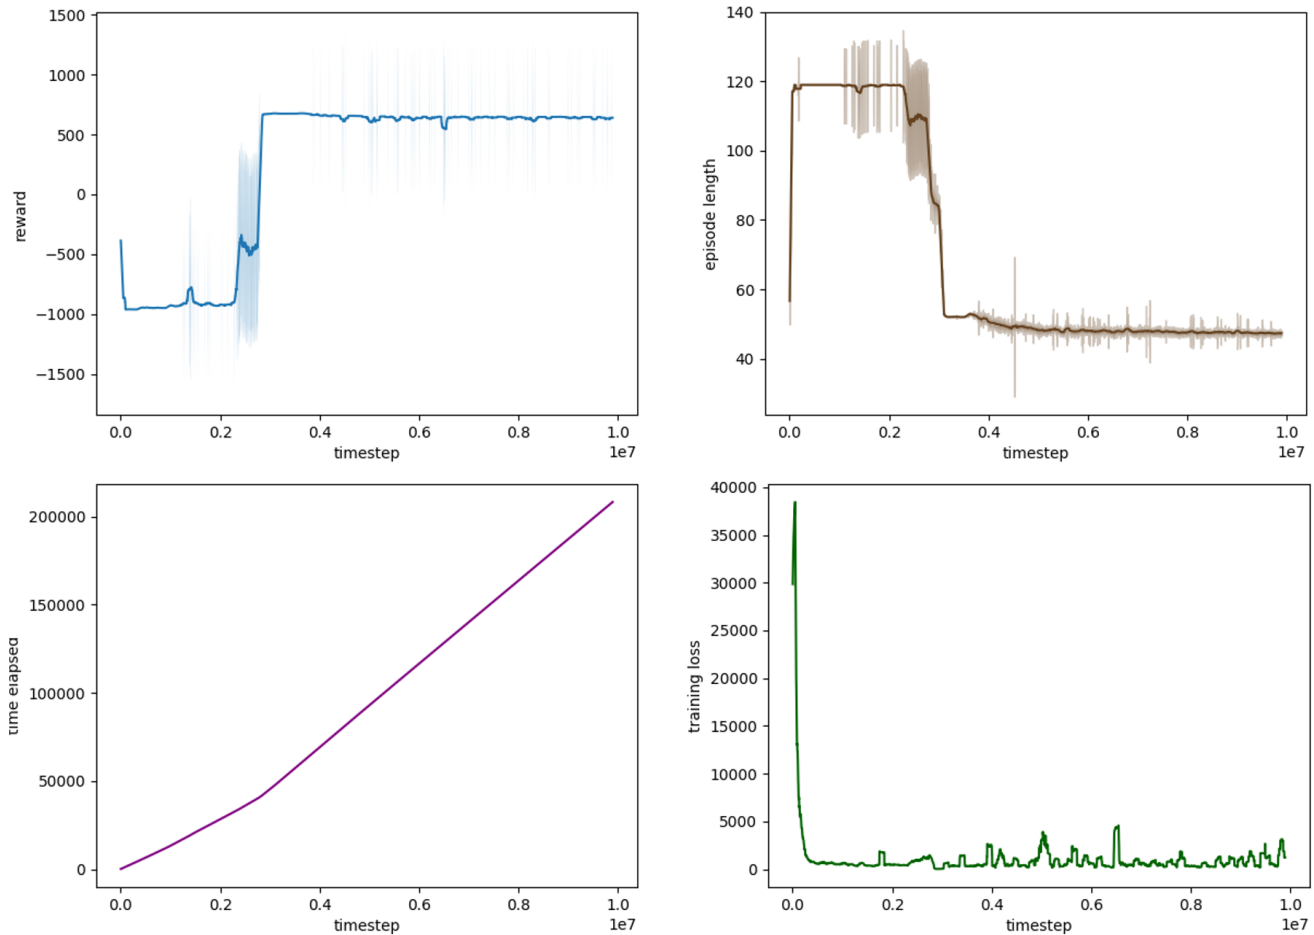 1500
1000
500
0
−500
−1000
−1500
reward
0.0 0.2 0.4 0.6 0.8 1.0
timestep 1e7
140
120
100
80
60
40
episode length
0.0 0.2 0.4 0.6 0.8 1.0
timestep 1e7
200000
150000
100000
50000
0
time elapsed
0.0 0.2 0.4 0.6 0.8 1.0
timestep 1e7
40000
35000
30000
25000
20000
15000
10000
5000
0
training loss
0.0 0.2 0.4 0.6 0.8 1.0
timestep 1e7